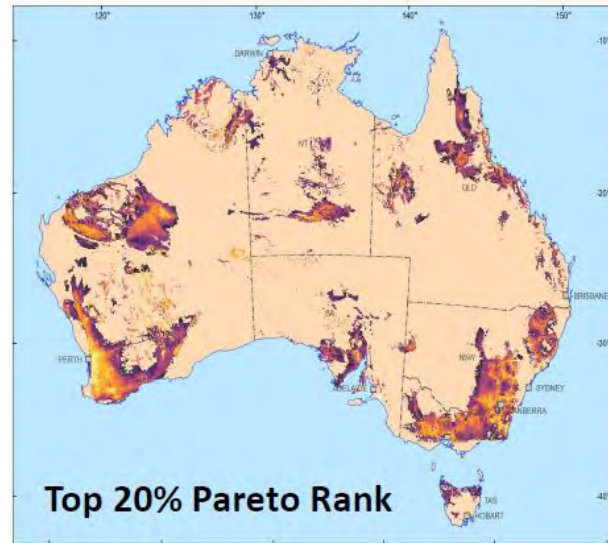 120° 130° 140° 150°
-10°
DARWIN
NT
QLD
-20°
BRISBANE
SA
-30°
PERTH
NSW
ADELAIDE
SYDNEY
CANBERRA
-40°
Top 20% Pareto Rank
TAS
HOBART